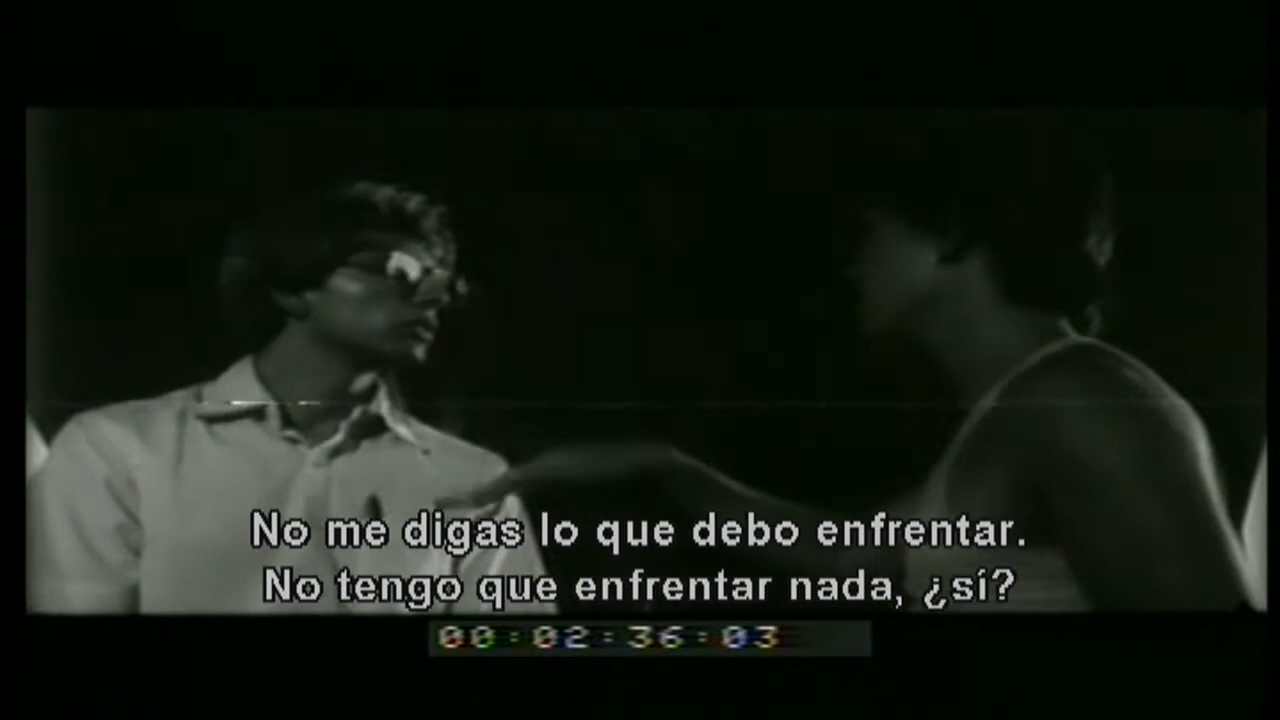 No me digas lo que debo enfrentar.
No tengo que enfrentar nada, ¿sí?
00:02:36:03